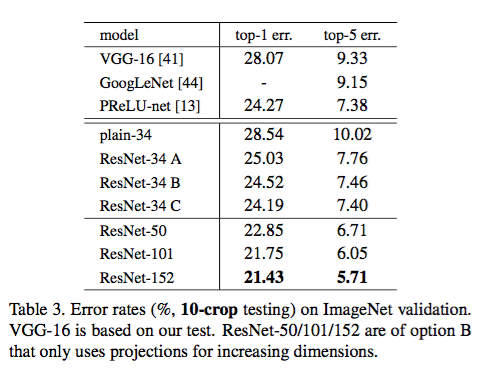 model top-1 err. top-5 err.
VGG-16 [41] 28.07 9.33
GoogLeNet [44] - 9.15
PReLU-net [13] 24.27 7.38
plain-34 28.54 10.02
ResNet-34 A 25.03 7.76
ResNet-34 B 24.52 7.46
ResNet-34 C 24.19 7.40
ResNet-50 22.85 6.71
ResNet-101 21.75 6.05
ResNet-152 21.43 5.71
Table 3. Error rates (%, 10-crop testing) on ImageNet validation.
VGG-16 is based on our test. ResNet-50/101/152 are of option B
that only uses projections for increasing dimensions.